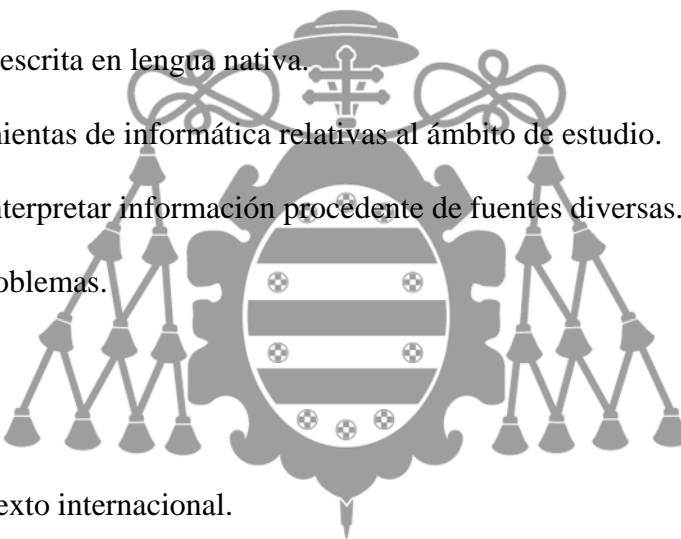 escrita en lengua nativa.
ientas de informática relativas al ámbito de estudio.
nterpretar información procedente de fuentes diversas.
oblemas.
exto internacional.